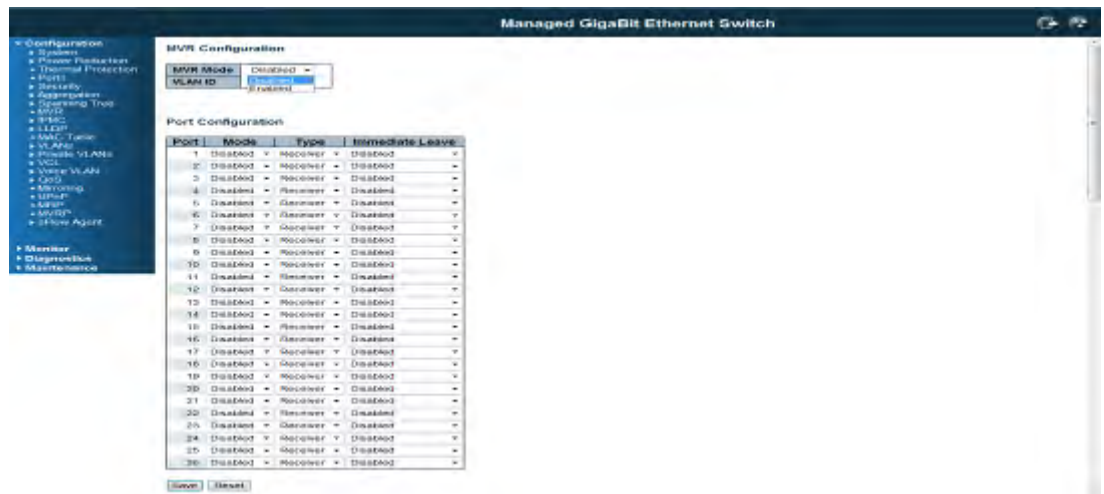 Managed GigaBit Ethernet Switch
Configuration
System
Power Reduction
Thermal Protection
Ports
Security
Aggregation
Spanning Tree
MVR
IPMC
LLDP
MAC Table
VLANs
Private VLANs
VCL
Voice VLAN
QoS
Mirroring
UPnP
MVRP
sFlow Agent
Monitor
Diagnostics
Maintenance
MVR Configuration
MVR Mode Disabled
VLAN ID Disabled
Enabled
Port Configuration
Port Mode Type Immediate Leave
1 Disabled Receiver Disabled
2 Disabled Receiver Disabled
3 Disabled Receiver Disabled
4 Disabled Receiver Disabled
5 Disabled Receiver Disabled
6 Disabled Receiver Disabled
7 Disabled Receiver Disabled
8 Disabled Receiver Disabled
9 Disabled Receiver Disabled
10 Disabled Receiver Disabled
11 Disabled Receiver Disabled
12 Disabled Receiver Disabled
13 Disabled Receiver Disabled
14 Disabled Receiver Disabled
15 Disabled Receiver Disabled
16 Disabled Receiver Disabled
17 Disabled Receiver Disabled
18 Disabled Receiver Disabled
19 Disabled Receiver Disabled
20 Disabled Receiver Disabled
21 Disabled Receiver Disabled
22 Disabled Receiver Disabled
23 Disabled Receiver Disabled
24 Disabled Receiver Disabled
25 Disabled Receiver Disabled
26 Disabled Receiver Disabled
Save Reset